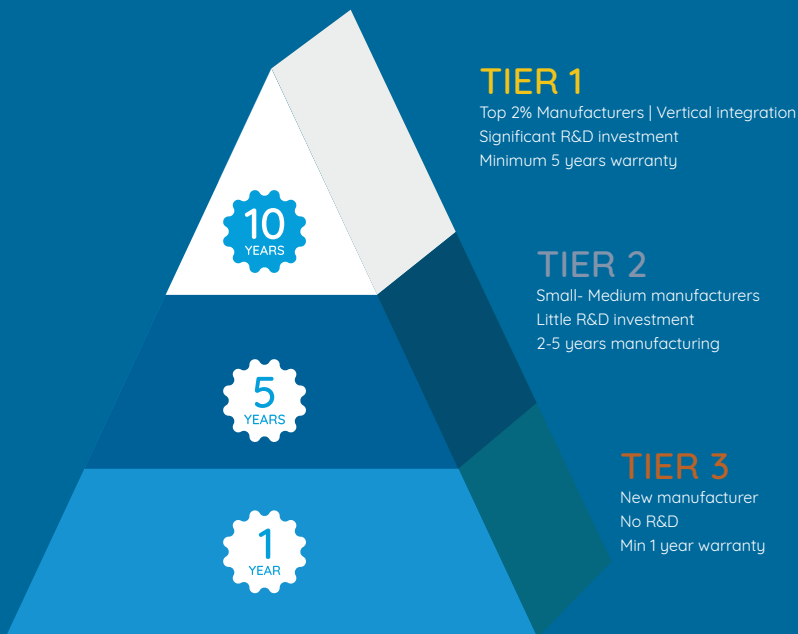 TIER 1
Top 2% Manufacturers | Vertical integration
Significant R&D investment
Minimum 5 years warranty
10
YEARS
TIER 2
Small- Medium manufacturers
Little R&D investment
2-5 years manufacturing
5
YEARS
TIER 3
New manufacturer
No R&D
Min 1 year warranty
1
YEAR